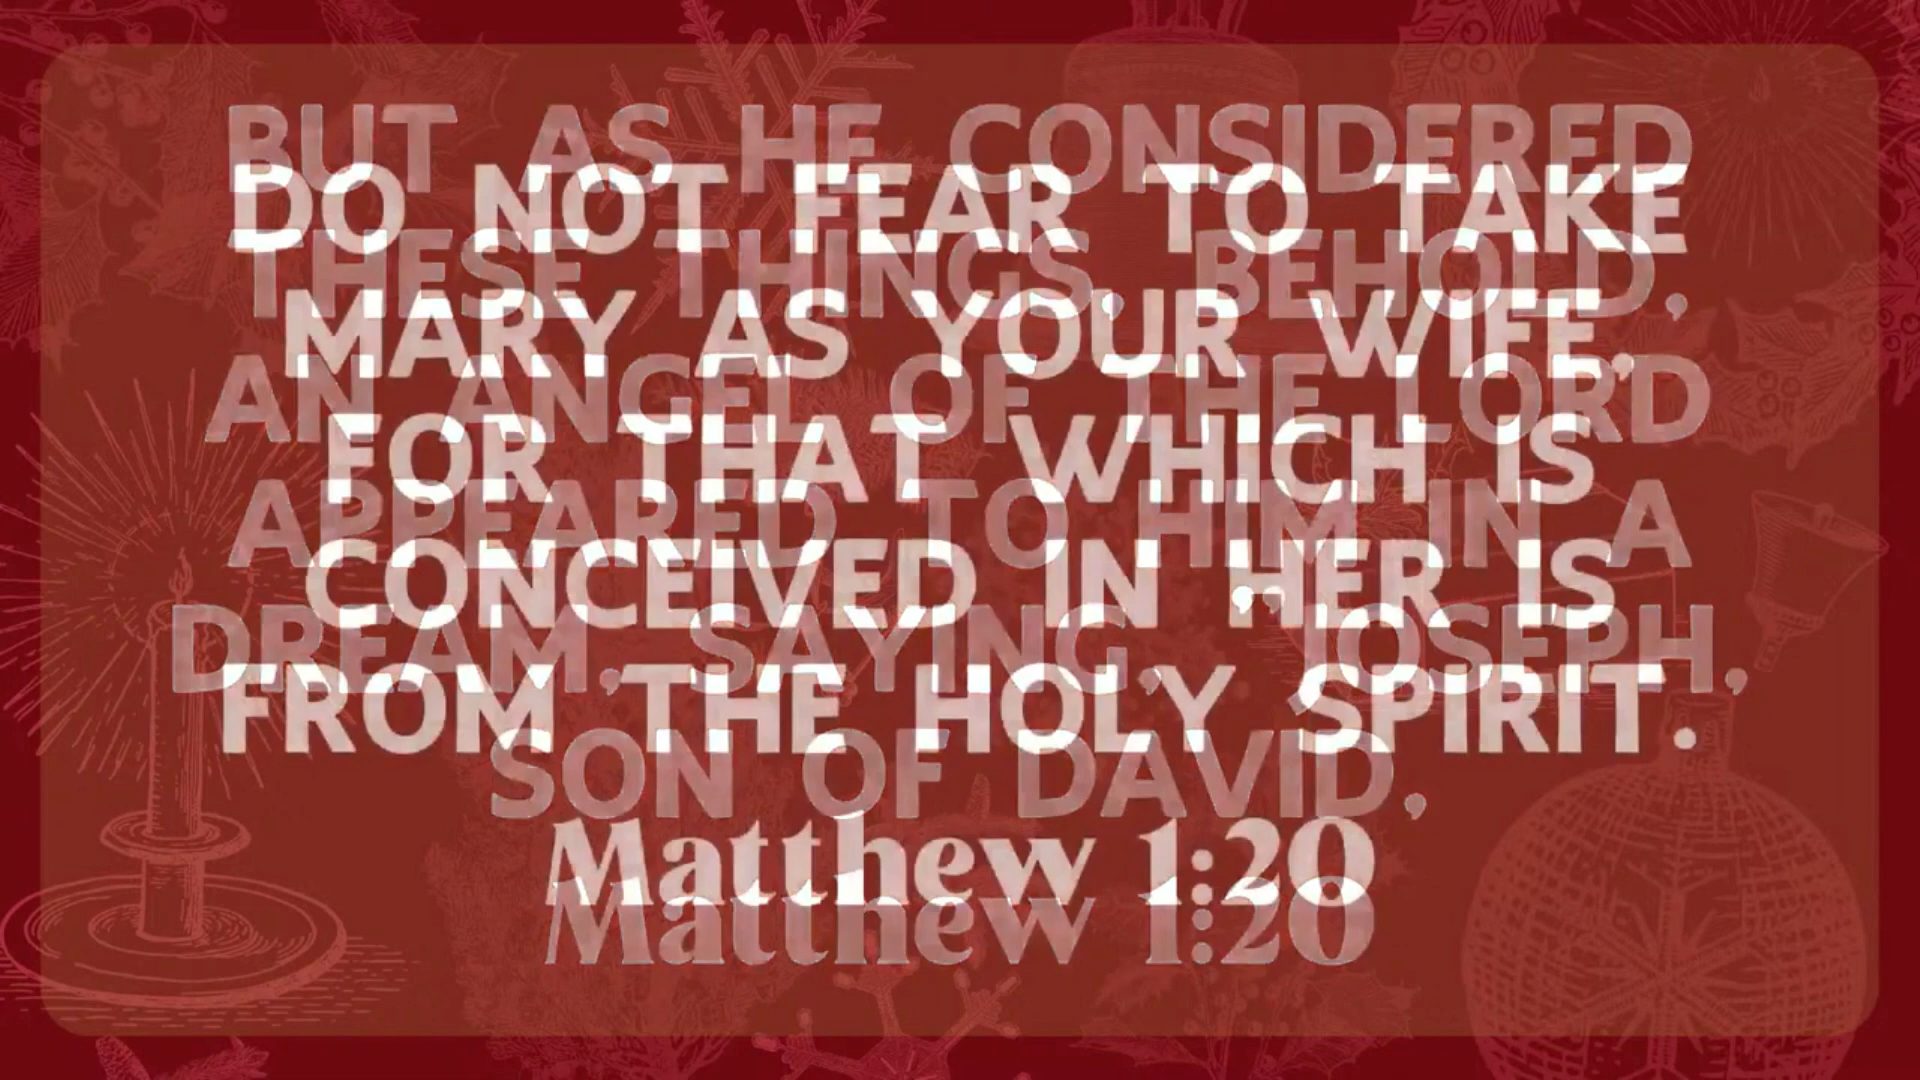 BUT AS HE CONSIDERED
THESE THINGS, BEHOLD,
AN ANGEL OF THE LORD
APPEARED TO HIM IN A
DREAM, SAYING, "JOSEPH,
SON OF DAVID,
Matthew 1:20
DO NOT FEAR TO TAKE
MARY AS YOUR WIFE,
FOR THAT WHICH IS
CONCEIVED IN HER IS
FROM THE HOLY SPIRIT.
Matthew 1:20